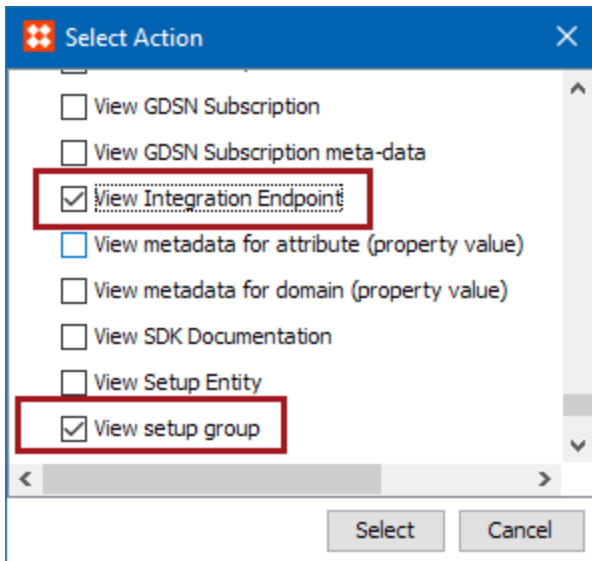 Select Action
View GDSN Subscription
View GDSN Subscription meta-data
View Integration Endpoint
View metadata for attribute (property value)
View metadata for domain (property value)
View SDK Documentation
View Setup Entity
View setup group
Select Cancel